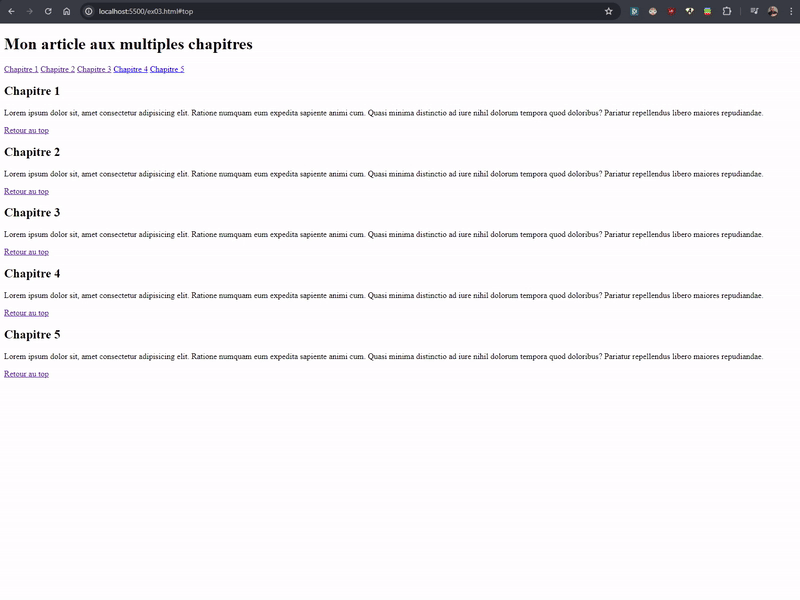 localhost:5500/ex03.html#top
Mon article aux multiples chapitres
Chapitre 1 Chapitre 2 Chapitre 3 Chapitre 4 Chapitre 5
Chapitre 1
Lorem ipsum dolor sit, amet consectetur adipisicing elit. Ratione numquam eum expedita sapiente animi cum. Quasi minima distinctio ad iure nihil dolorum tempora quod doloribus? Pariatur repellendus libero maiores repudiandae.
Retour au top
Chapitre 2
Lorem ipsum dolor sit, amet consectetur adipisicing elit. Ratione numquam eum expedita sapiente animi cum. Quasi minima distinctio ad iure nihil dolorum tempora quod doloribus? Pariatur repellendus libero maiores repudiandae.
Retour au top
Chapitre 3
Lorem ipsum dolor sit, amet consectetur adipisicing elit. Ratione numquam eum expedita sapiente animi cum. Quasi minima distinctio ad iure nihil dolorum tempora quod doloribus? Pariatur repellendus libero maiores repudiandae.
Retour au top
Chapitre 4
Lorem ipsum dolor sit, amet consectetur adipisicing elit. Ratione numquam eum expedita sapiente animi cum. Quasi minima distinctio ad iure nihil dolorum tempora quod doloribus? Pariatur repellendus libero maiores repudiandae.
Retour au top
Chapitre 5
Lorem ipsum dolor sit, amet consectetur adipisicing elit. Ratione numquam eum expedita sapiente animi cum. Quasi minima distinctio ad iure nihil dolorum tempora quod doloribus? Pariatur repellendus libero maiores repudiandae.
Retour au top